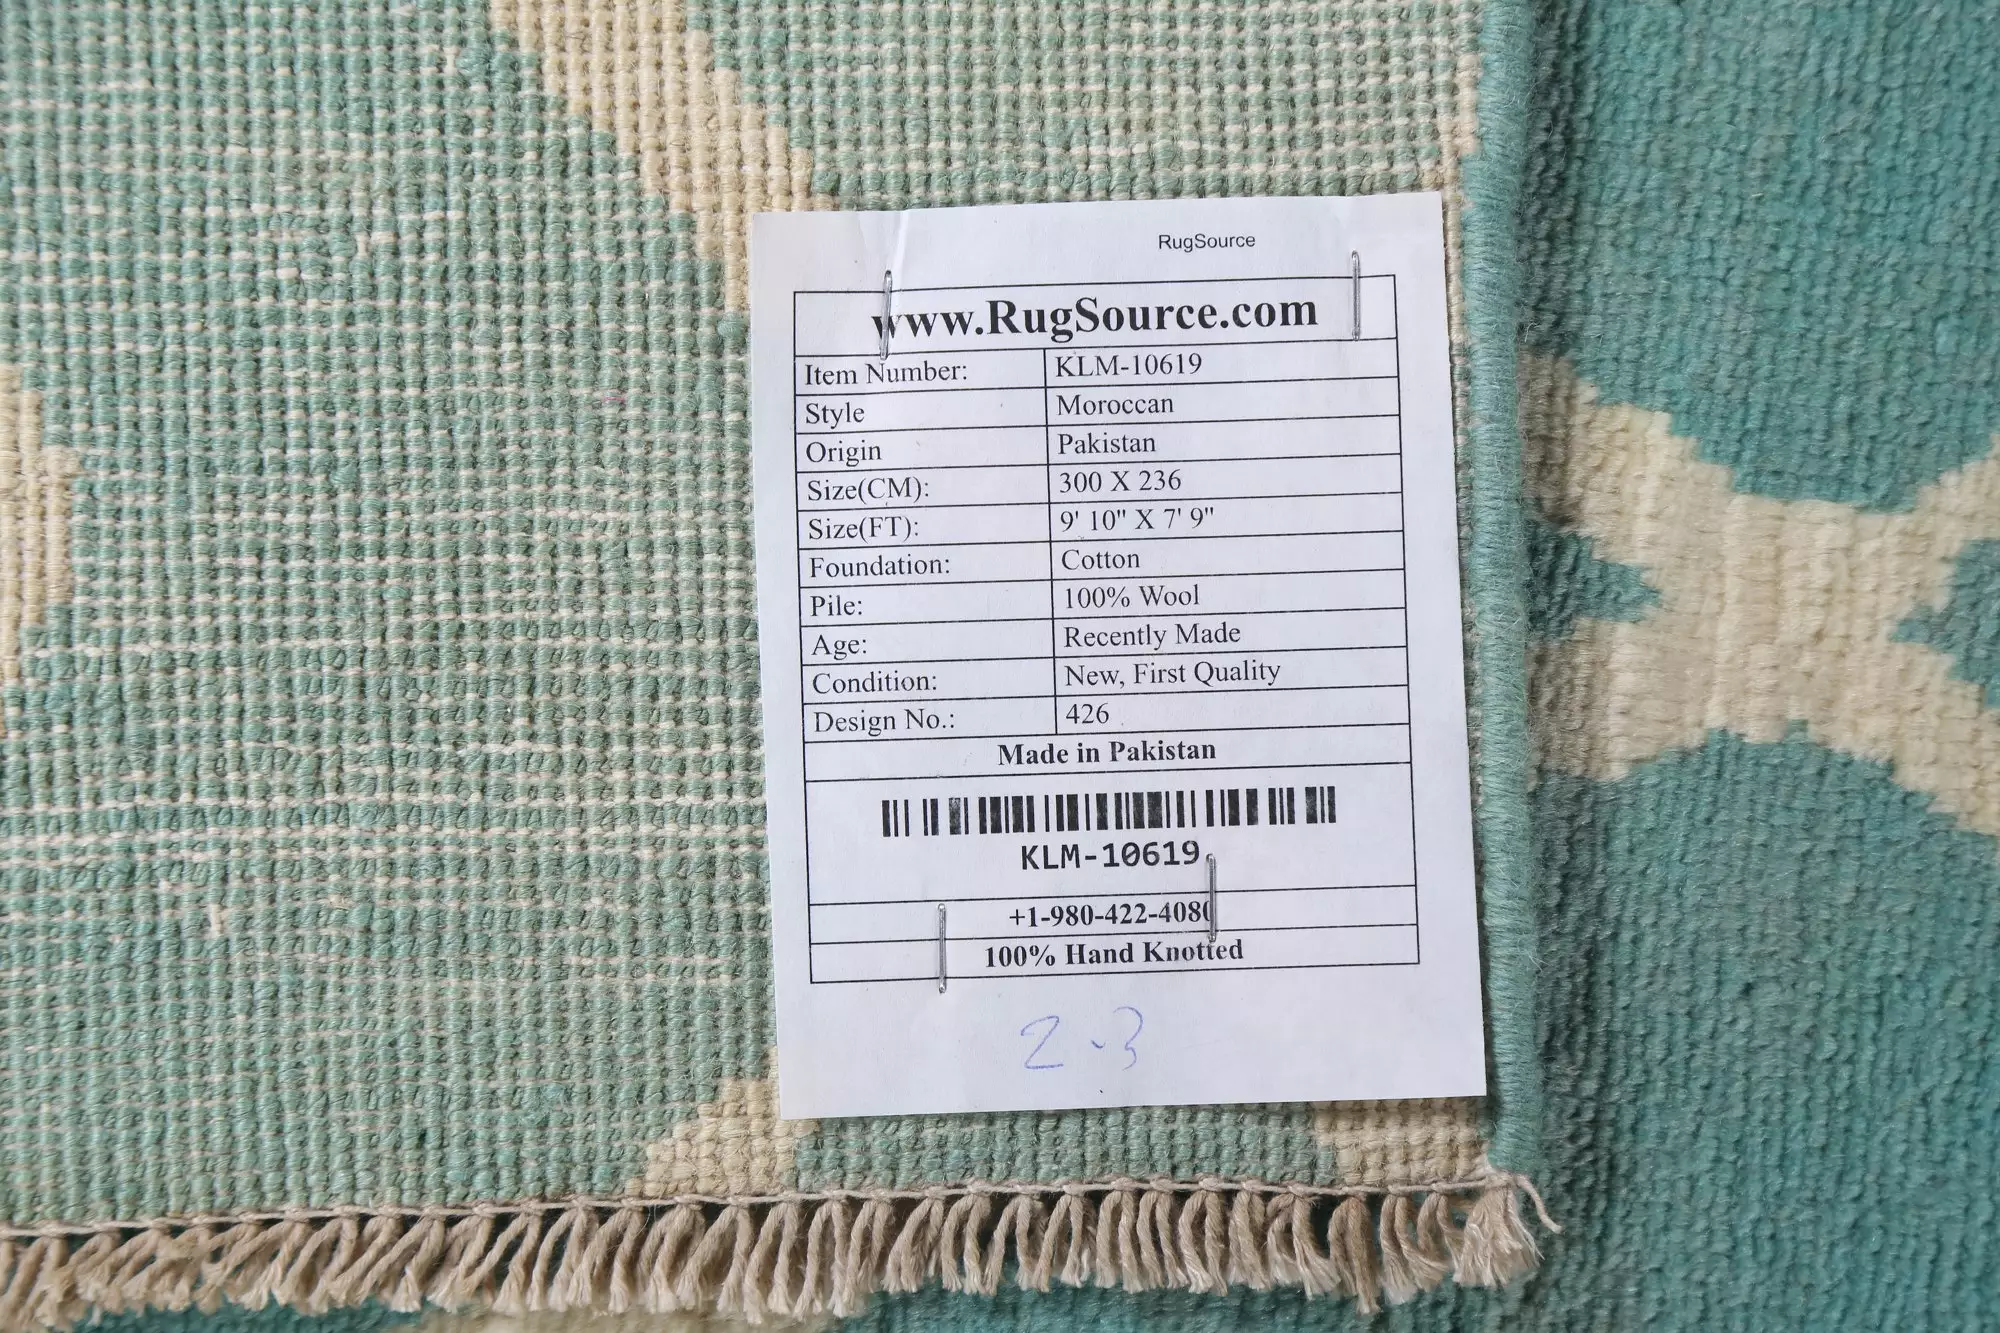 RugSource
www.RugSource.com
Item Number: KLM-10619
Style Moroccan
Origin Pakistan
Size(CM): 300 X 236
Size(FT): 9' 10" X 7' 9"
Foundation: Cotton
Pile: 100% Wool
Age: Recently Made
Condition: New, First Quality
Design No.: 426
Made in Pakistan
KLM-10619
+1-980-422-4080
100% Hand Knotted
2-3